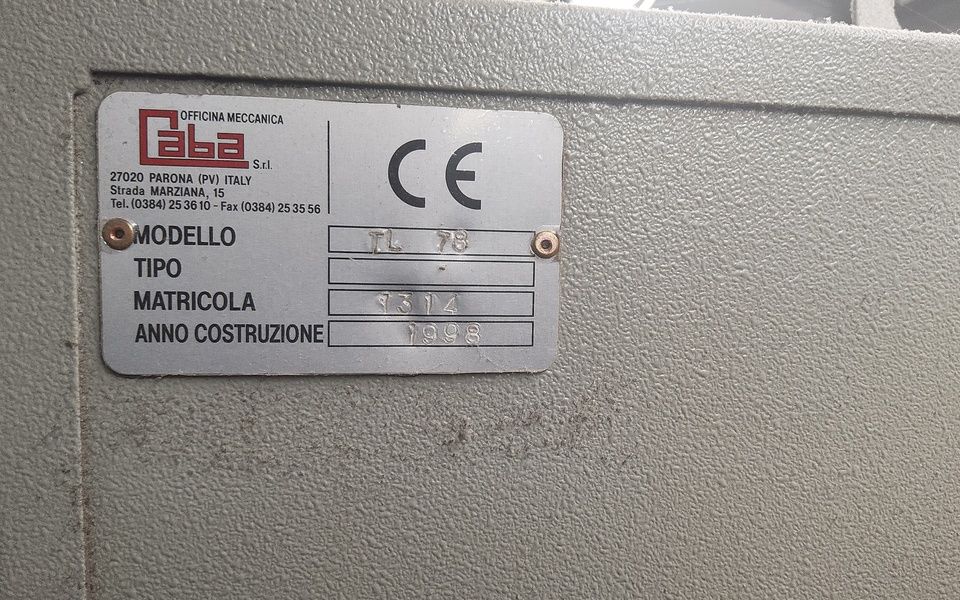 OFFICINA MECCANICA
Caba S.r.l.
27020 PARONA (PV) ITALY
Strada MARZIANA, 15
Tel. (0384) 25 36 10 - Fax (0384) 25 35 56
CE
MODELLO TL 78
TIPO
MATRICOLA 1314
ANNO COSTRUZIONE 1998